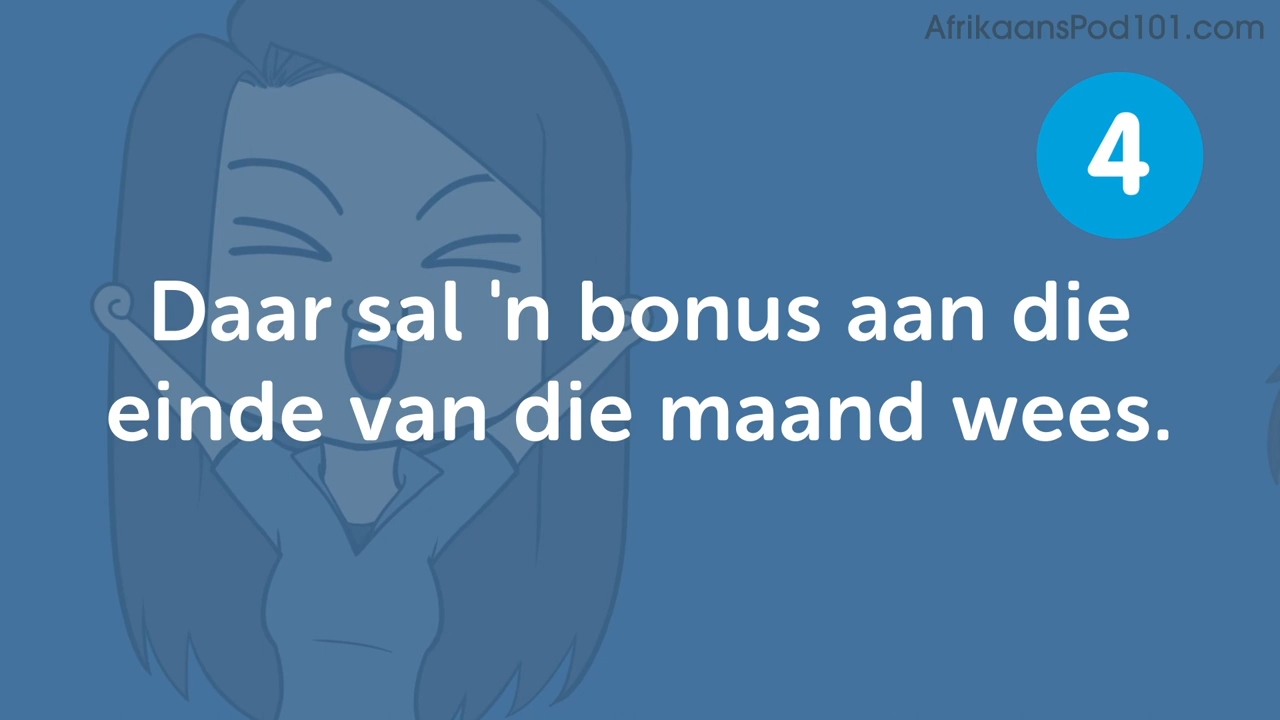 AfrikaansPod101.com
4
Daar sal 'n bonus aan die
einde van die maand wees.